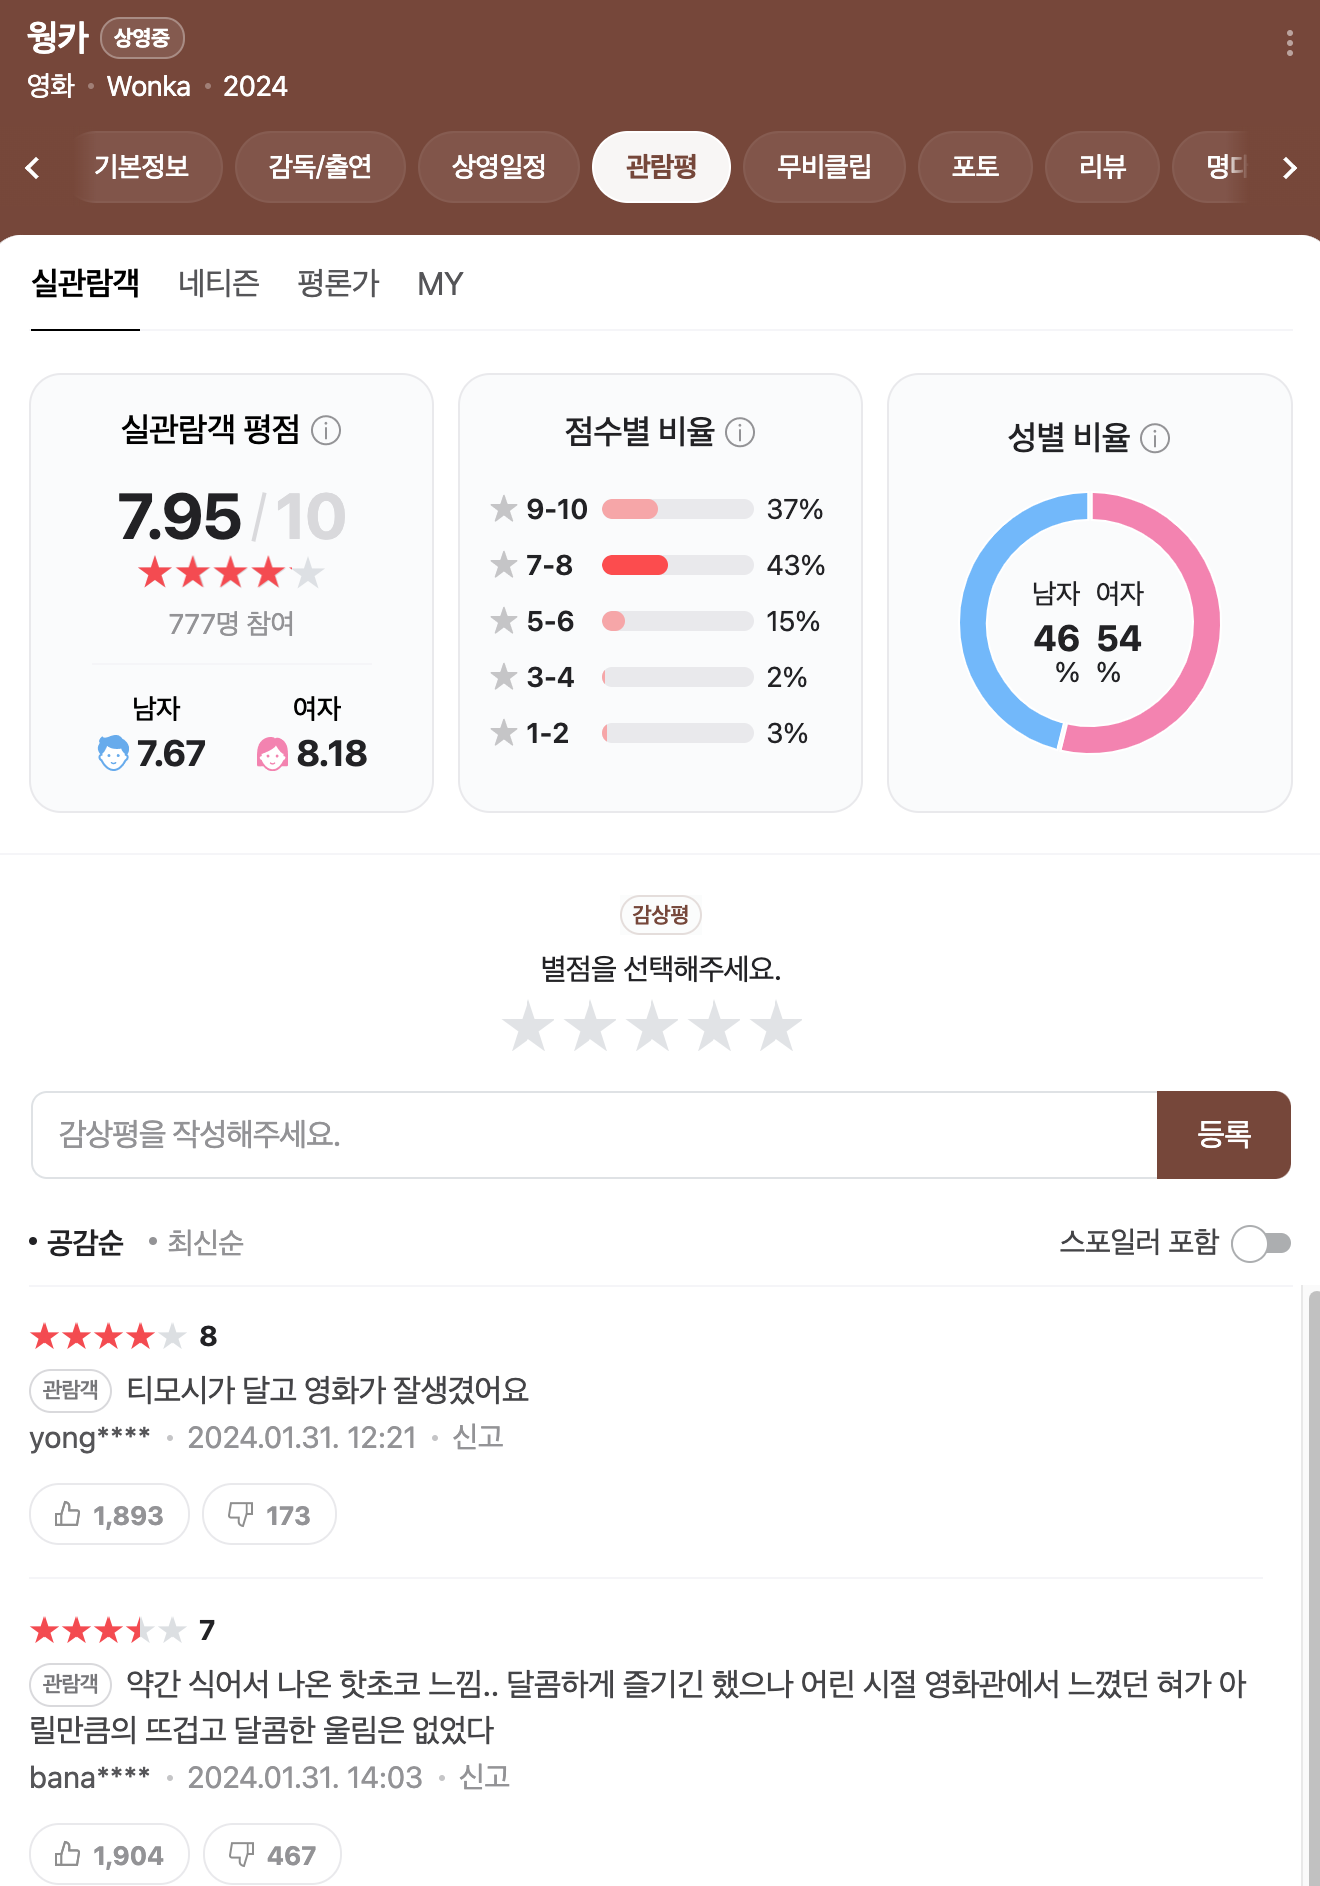 웡카 상영중
영화 • Wonka • 2024
기본정보 감독/출연 상영일정 관람평 무비클립 포토 리뷰
실관람객 네티즌 평론가 MY
실관람객 평점
7.95/10
777명 참여
남자 여자
7.67 8.18
점수별 비율
9-10 37%
7-8 43%
5-6 15%
3-4 2%
1-2 3%
성별 비율
남자 여자
46 54
% %
감상평
별점을 선택해주세요.
감상평을 작성해주세요. 등록
• 공감순 • 최신순 스포일러 포함
8
관람객 티모시가 달고 영화가 잘생겼어요
yong**** • 2024.01.31. 12:21 • 신고
1,893 173
7
관람객 약간 식어서 나온 핫초코 느낌.. 달콤하게 즐기긴 했으나 어린 시절 영화관에서 느꼈던 혀가 아
릴만큼의 뜨겁고 달콤한 울림은 없었다
bana**** • 2024.01.31. 14:03 • 신고
1,904 467